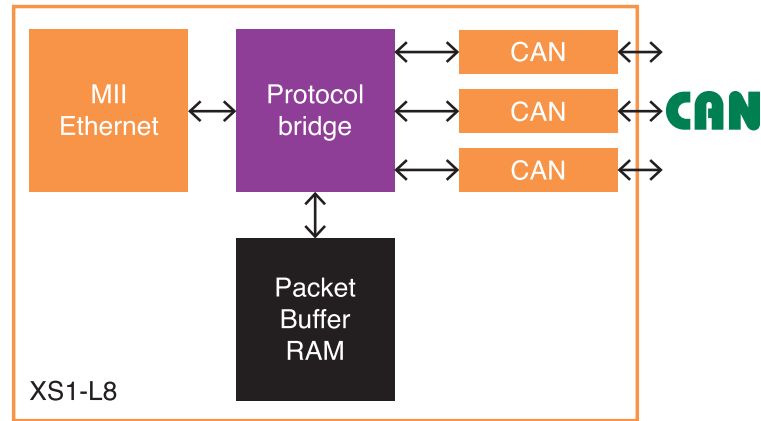 MII
Ethernet
Protocol
bridge
CAN
CAN
CAN
CAN
Packet
Buffer
RAM
XS1-L8